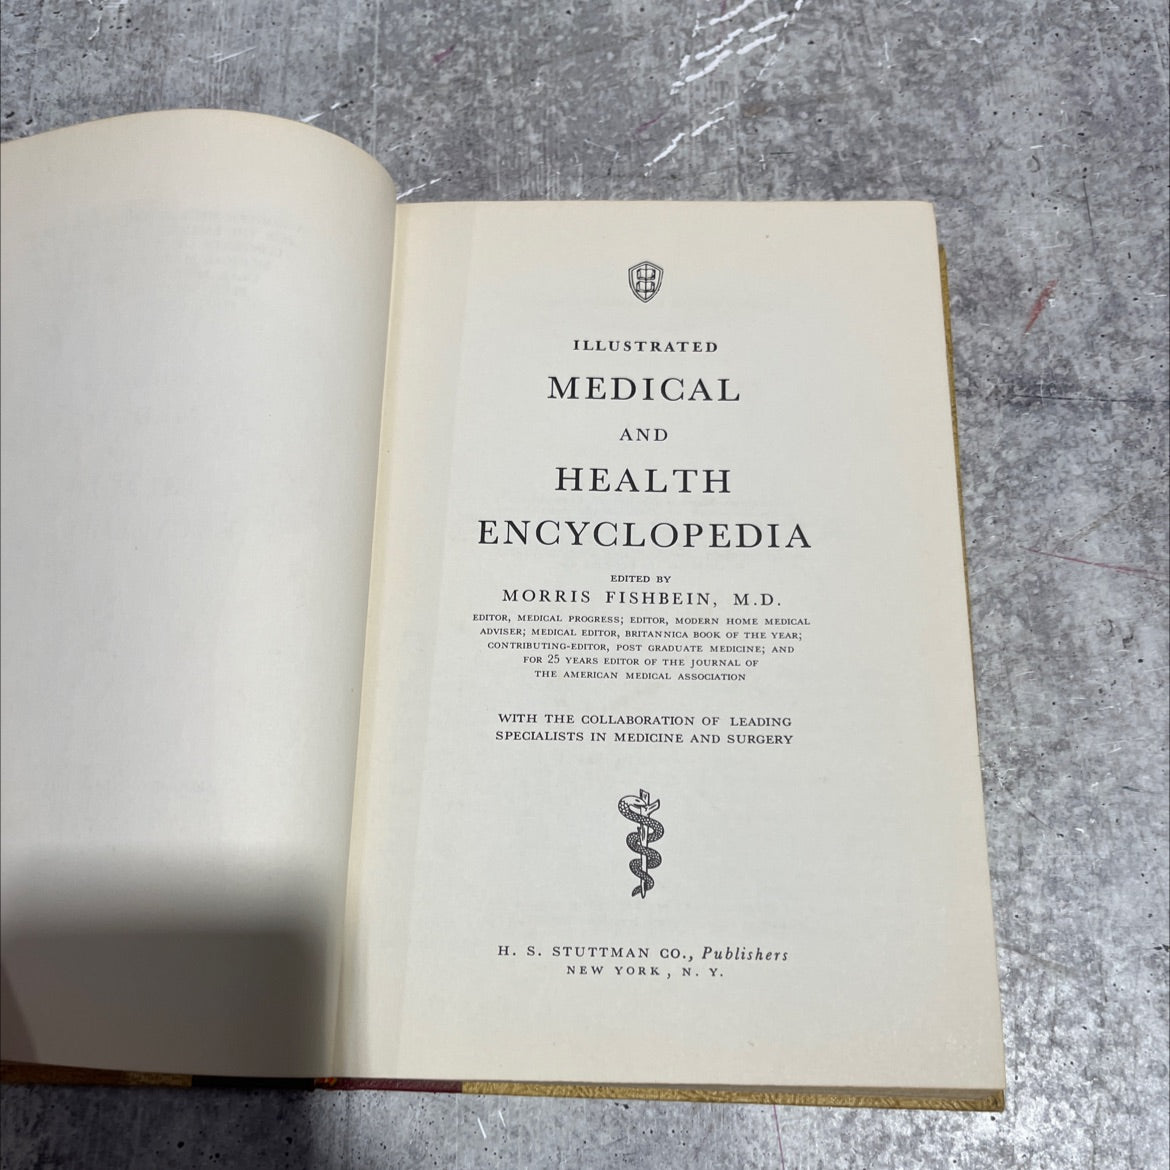 ILLUSTRATED
MEDICAL
AND
HEALTH
ENCYCLOPEDIA
EDITED BY
MORRIS FISHBEIN, M.D.
EDITOR, MEDICAL PROGRESS; EDITOR, MODERN HOME MEDICAL
ADVISER; MEDICAL EDITOR, BRITANNICA BOOK OF THE YEAR;
CONTRIBUTING-EDITOR, POST GRADUATE MEDICINE; AND
FOR 25 YEARS EDITOR OF THE JOURNAL OF
THE AMERICAN MEDICAL ASSOCIATION
WITH THE COLLABORATION OF LEADING
SPECIALISTS IN MEDICINE AND SURGERY
H. S. STUTTMAN CO., Publishers
NEW YORK, N. Y.